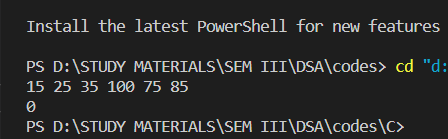 Install the latest PowerShell for new features
PS D:\STUDY MATERIALS\SEM III\DSA\codes> cd "d:
15 25 35 100 75 85
0
PS D:\STUDY MATERIALS\SEM III\DSA\codes\C>